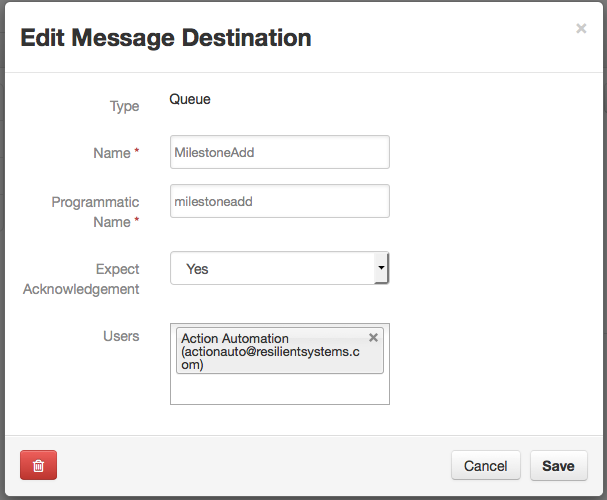 Edit Message Destination
×
Type
Queue
Name *
MilestoneAdd
Programmatic
Name *
milestoneadd
Expect
Acknowledgement
Yes
Users
Action Automation
(actionauto@resilientsystems.c
om)
Cancel
Save